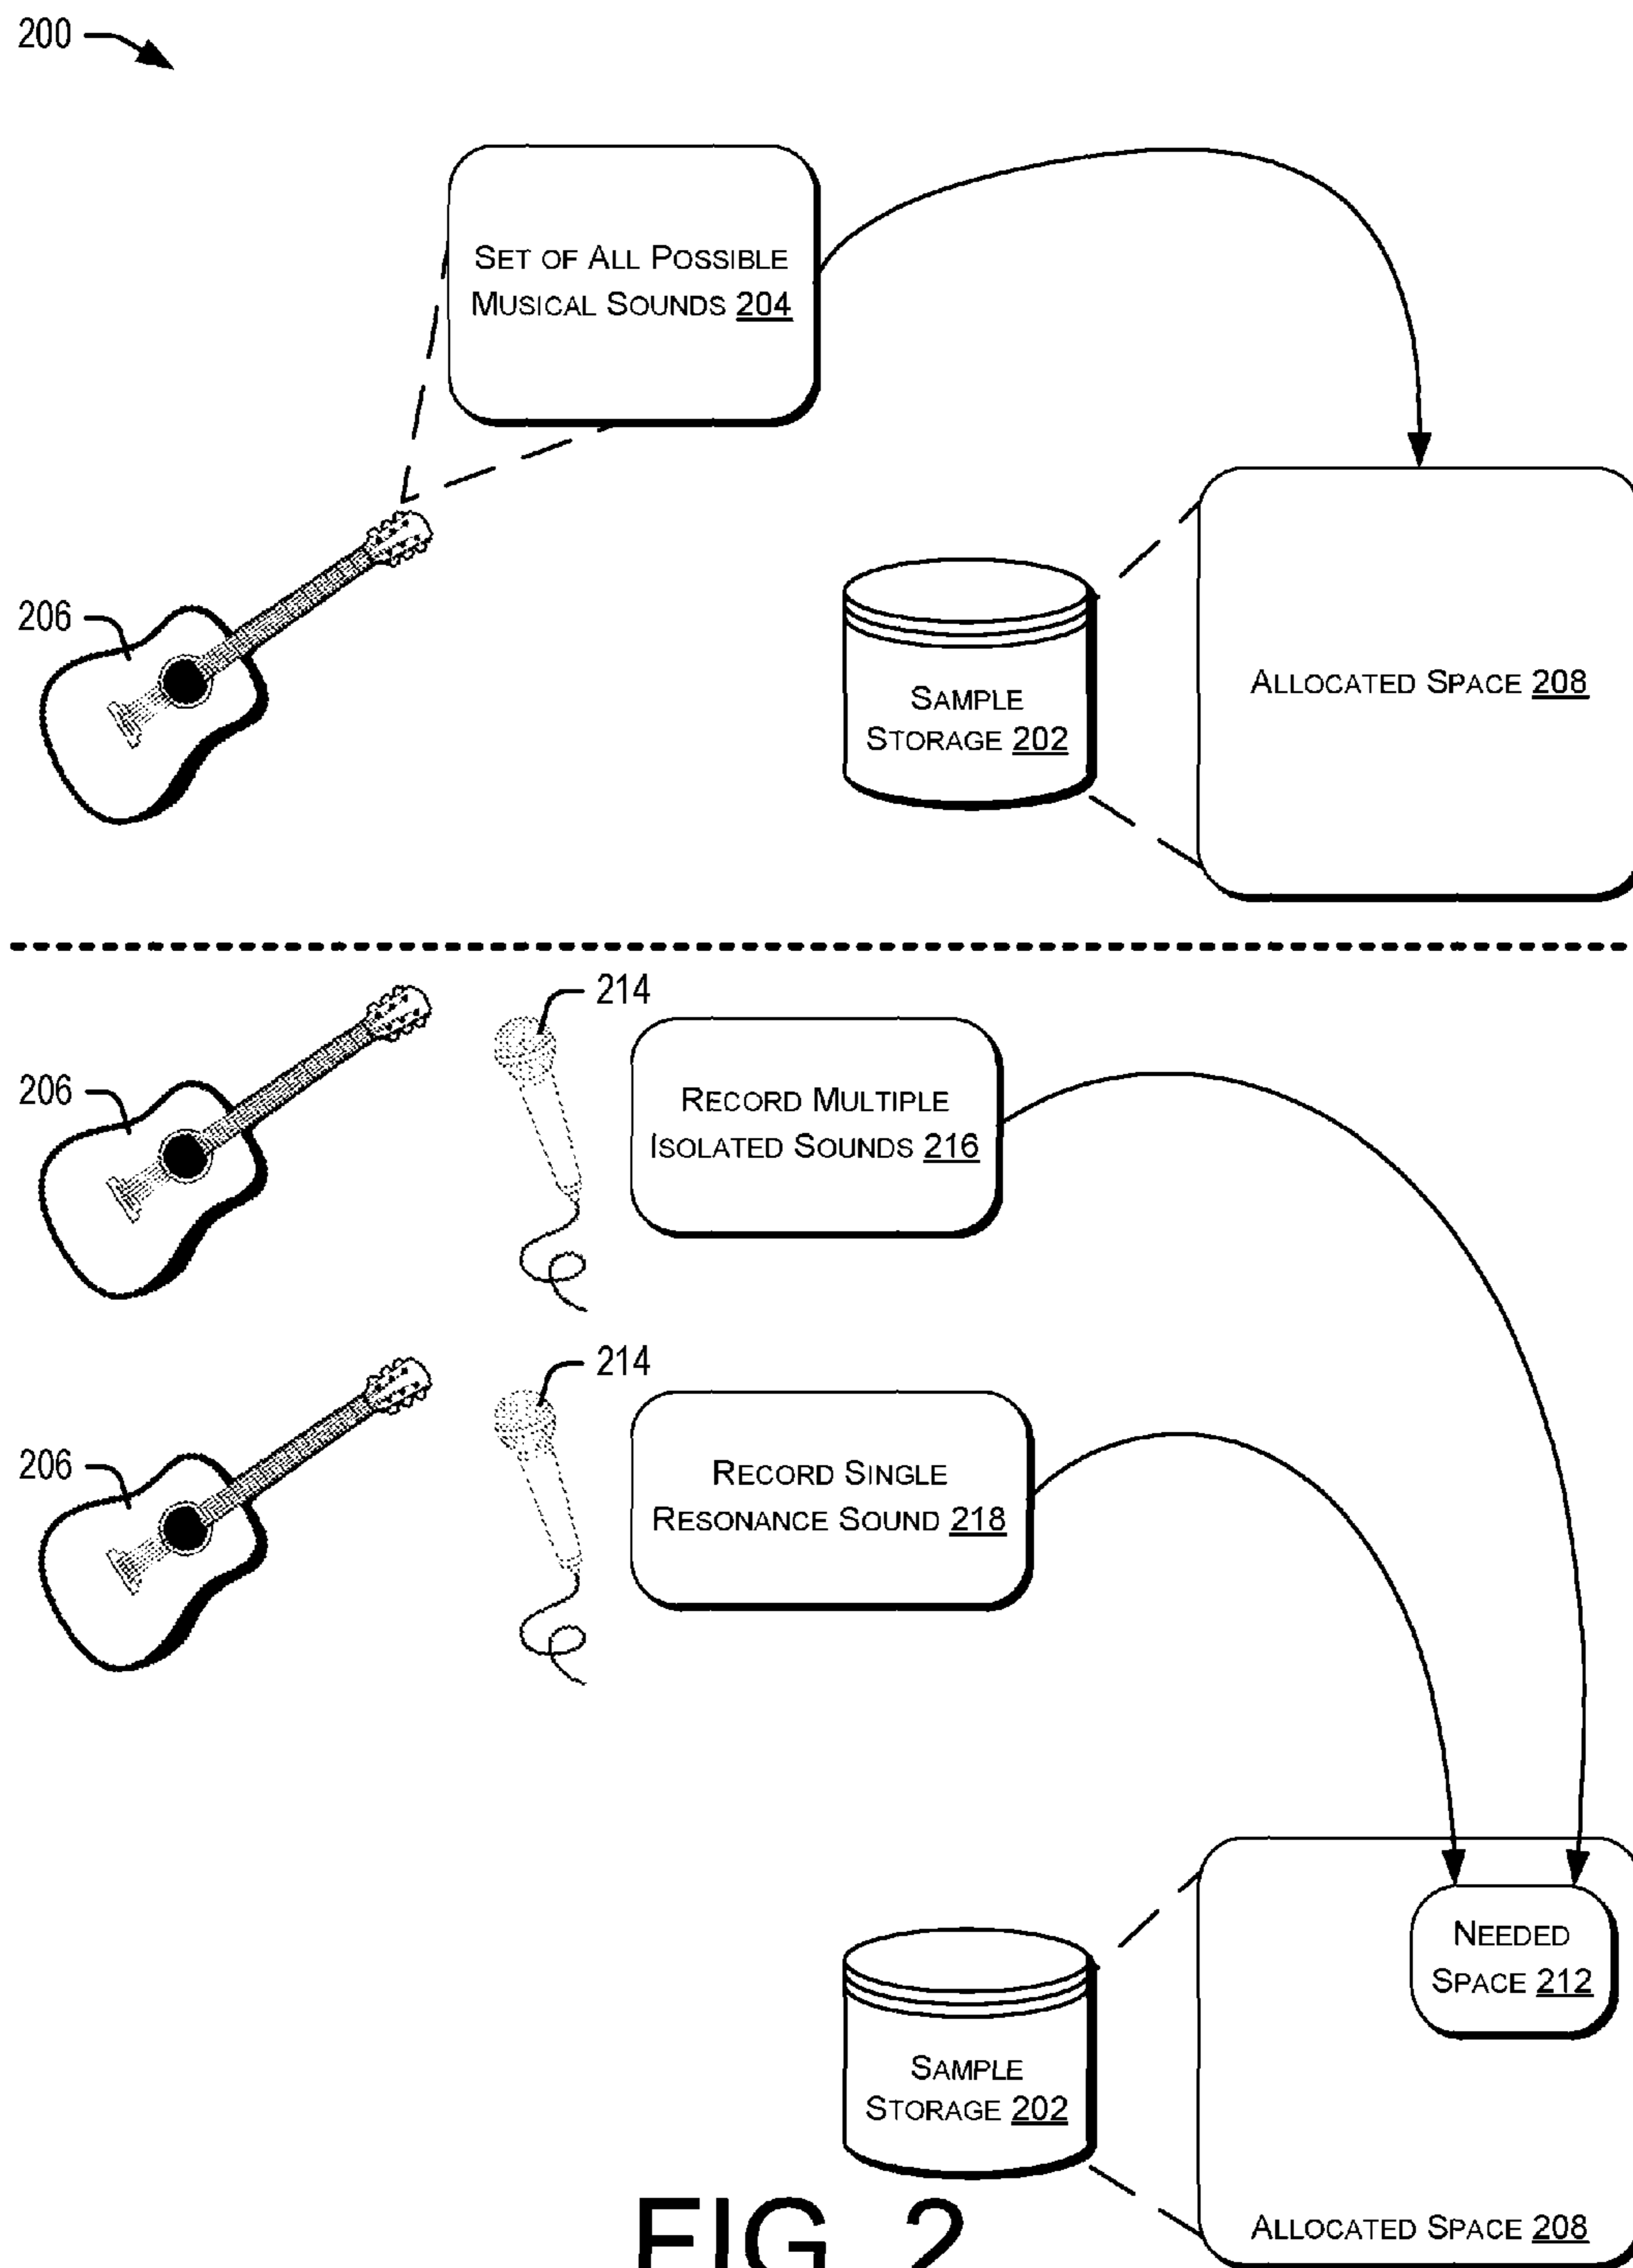 200
SET OF ALL POSSIBLE
MUSICAL SOUNDS 204
206
SAMPLE
STORAGE 202
ALLOCATED SPACE 208
214
206
RECORD MULTIPLE
ISOLATED SOUNDS 216
214
206
RECORD SINGLE
RESONANCE SOUND 218
NEEDED
SPACE 212
SAMPLE
STORAGE 202
ALLOCATED SPACE 208
FIG. 2